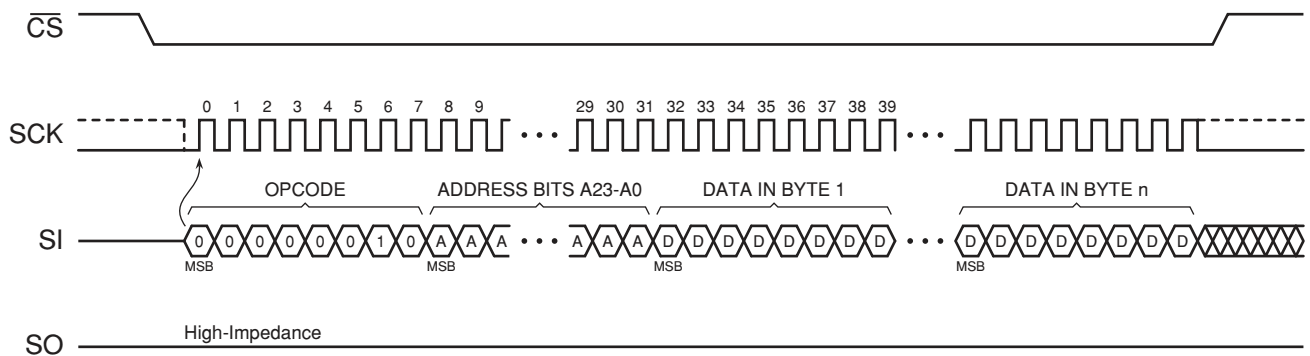 CS
0 1 2 3 4 5 6 7 8 9 29 30 31 32 33 34 35 36 37 38 39
SCK
OPCODE ADDRESS BITS A23-A0 DATA IN BYTE 1 DATA IN BYTE n
SI 0 0 0 0 0 0 1 0 A A A A A A D D D D D D D D D D D D D D D D
MSB MSB MSB MSB
High-Impedance
SO